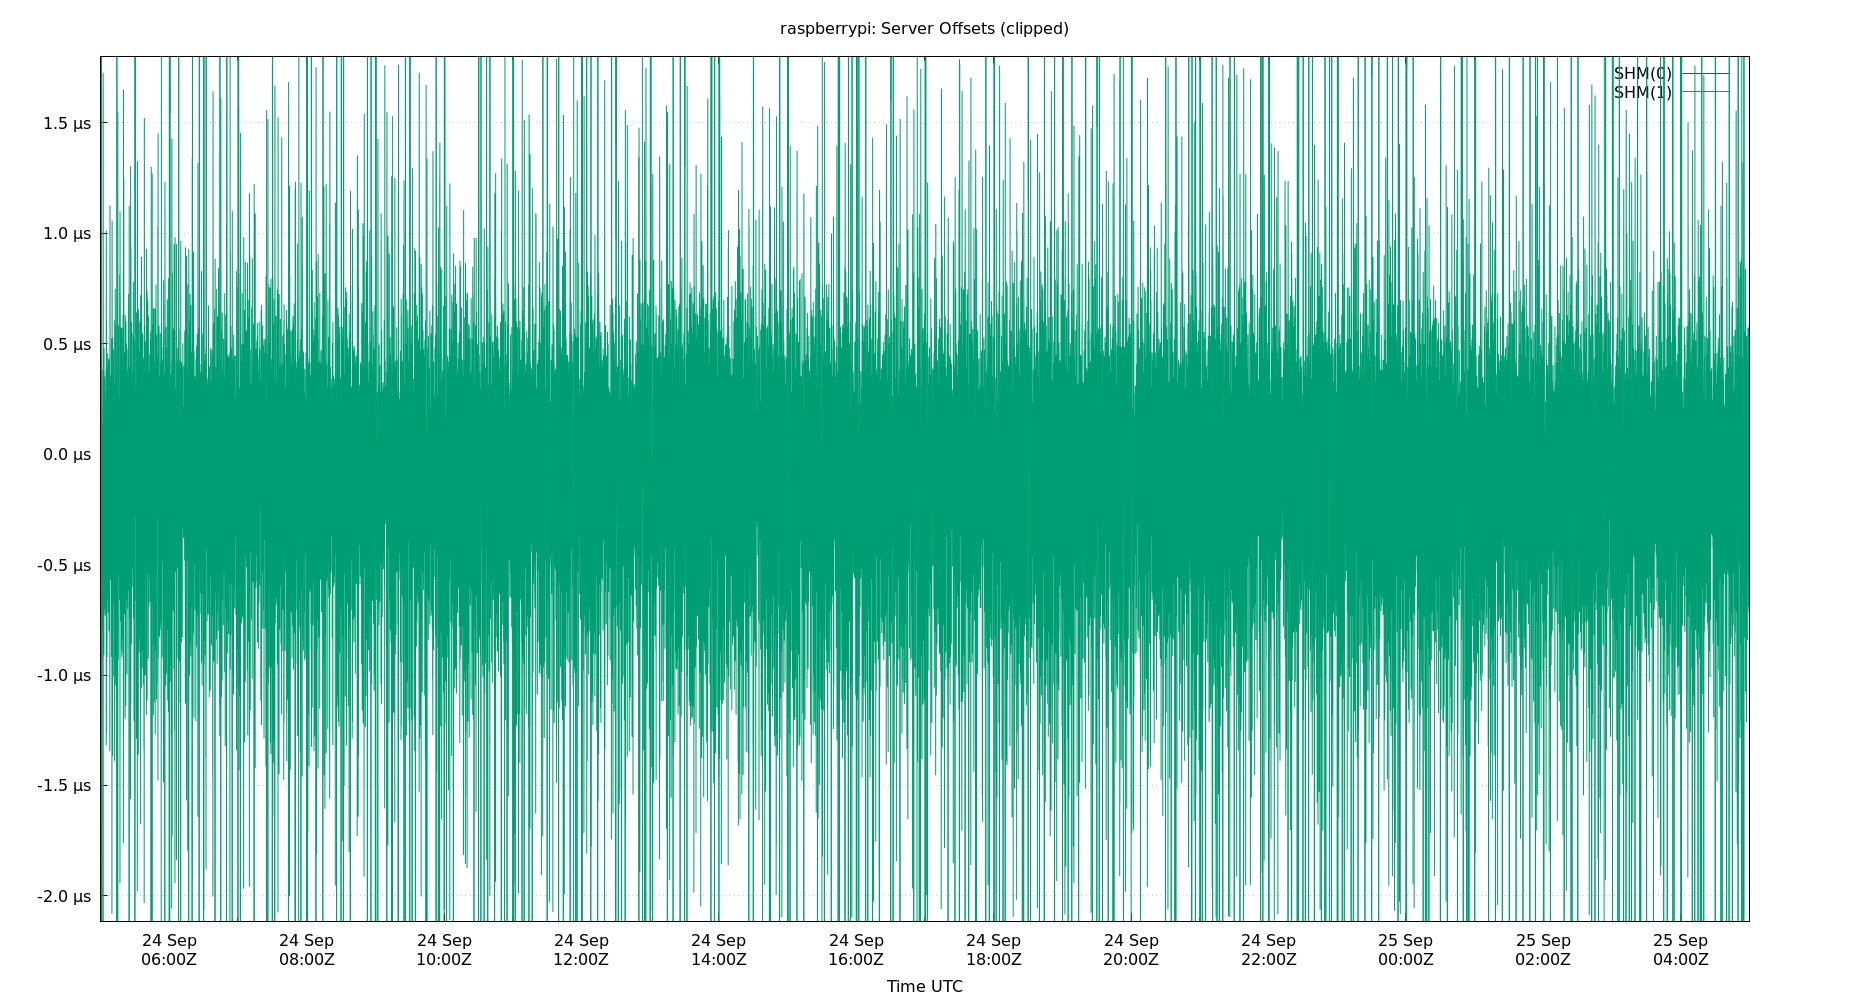 raspberrypi: Server Offsets (clipped)
SHM(0)
SHM(1)
1.5 µs
1.0 µs
0.5 µs
0.0 µs
-0.5 µs
-1.0 µs
-1.5 µs
-2.0 µs
24 Sep 24 Sep 24 Sep 24 Sep 24 Sep 24 Sep 24 Sep 24 Sep 24 Sep 25 Sep 25 Sep 25 Sep
06:00Z 08:00Z 10:00Z 12:00Z 14:00Z 16:00Z 18:00Z 20:00Z 22:00Z 00:00Z 02:00Z 04:00Z
Time UTC